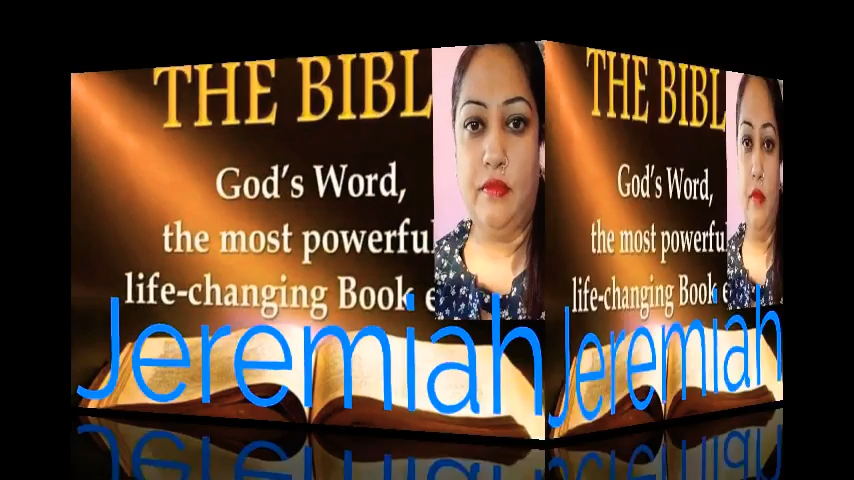 THE BIBL
God's Word,
the most powerfu
life-changing Book e
Jeremiah
THE BIBL
God's Word,
the most powerfu
life-changing Book e
Jeremiah